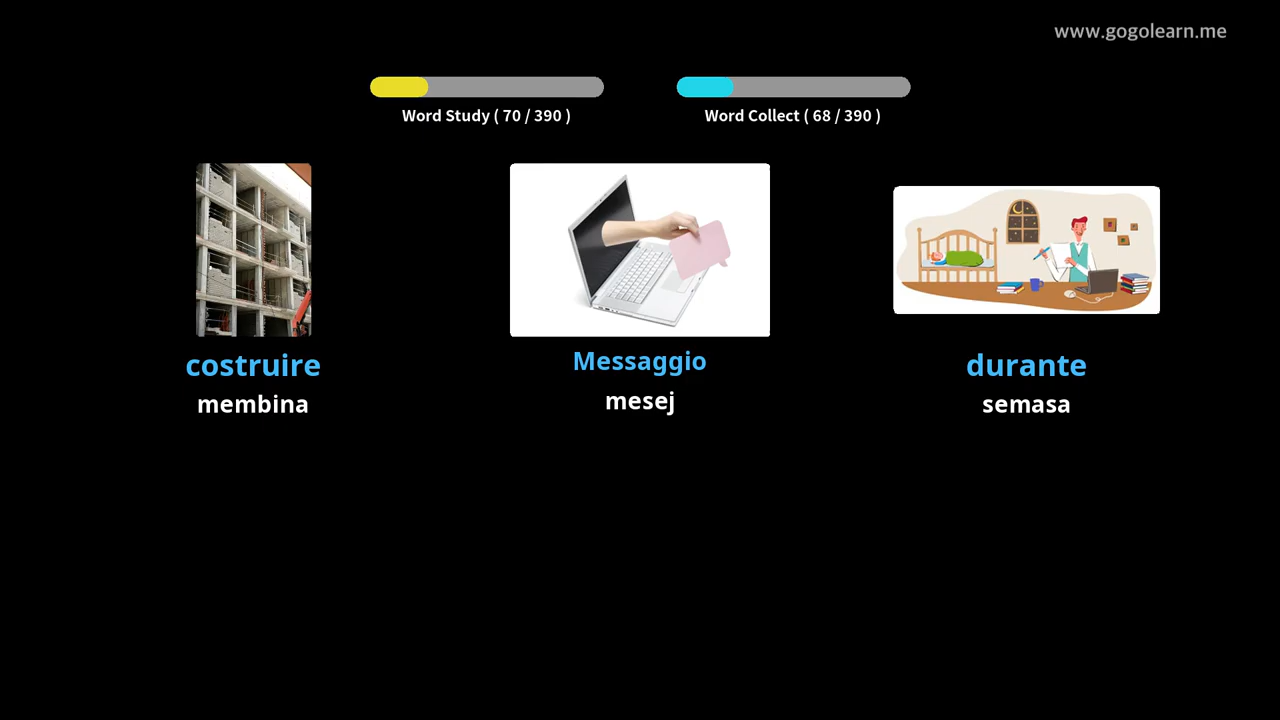 www.gogolearn.me
Word Study ( 70 / 390 )
Word Collect ( 68 / 390 )
costruire
membina
Messaggio
mesej
durante
semasa